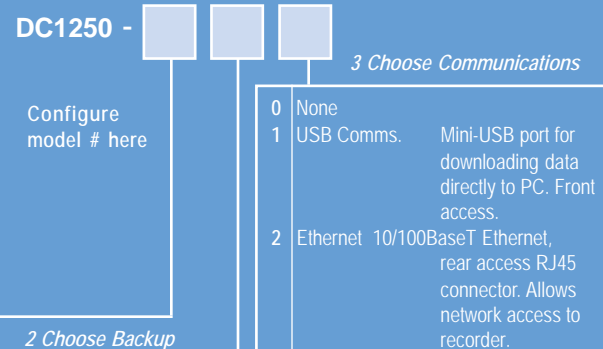 DC1250 -
3 Choose Communications
Configure
model # here
0 None
1 USB Comms. Mini-USB port for
downloading data
directly to PC. Front
access.
2 Ethernet 10/100BaseT Ethernet,
rear access RJ45
connector. Allows
network access to
recorder.
2 Choose Backup